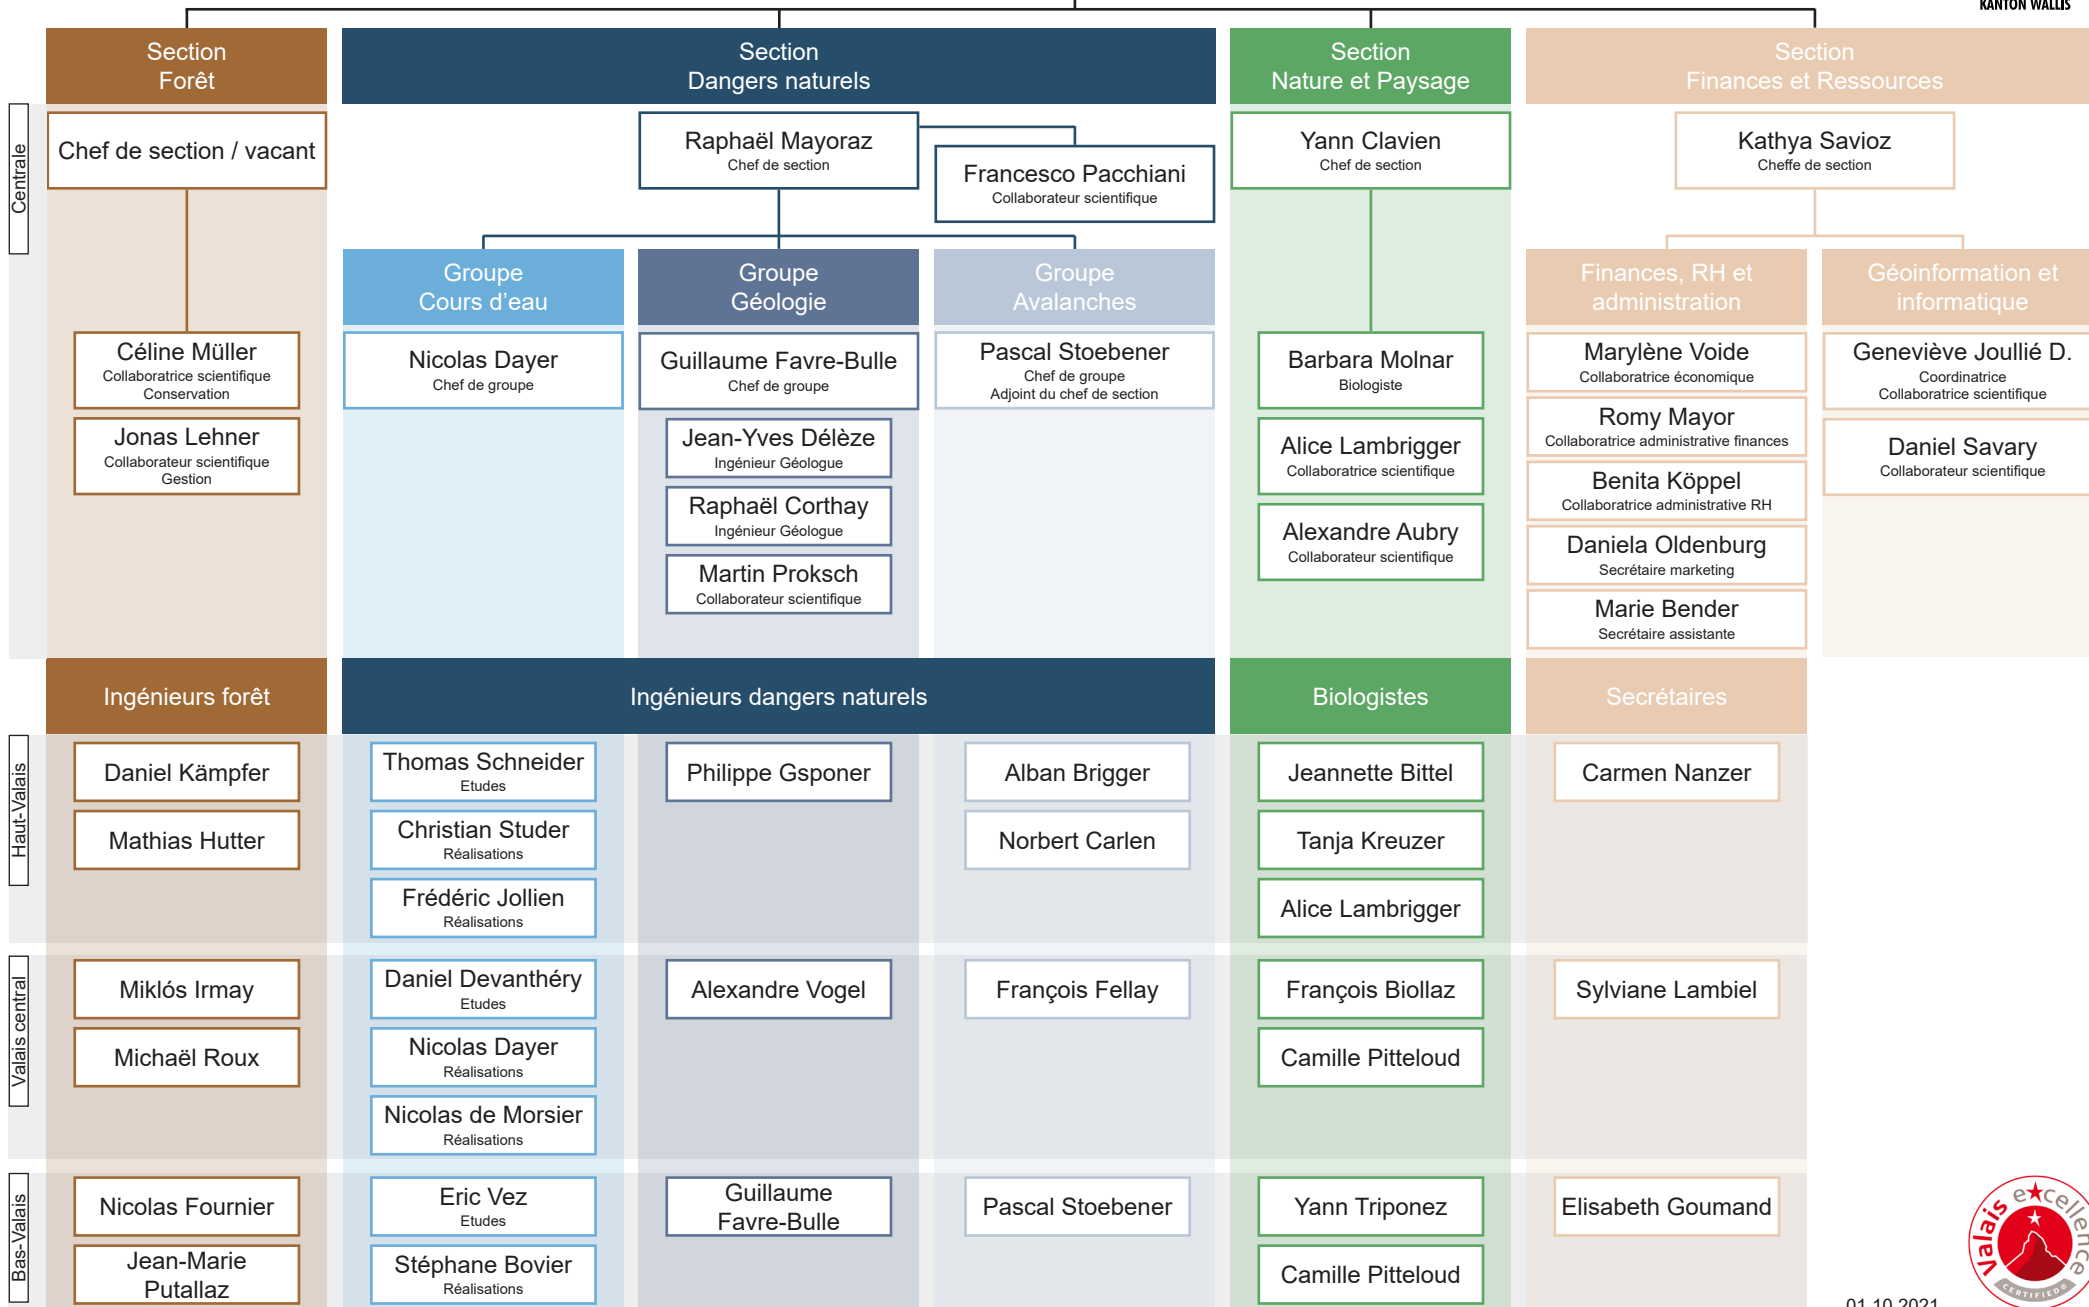 KANTON WALLIS
Section
Forêt
Section
Dangers naturels
Section
Nature et Paysage
Section
Finances et Ressources
Centrale
Chef de section / vacant
Raphaël Mayoraz
Chef de section
Francesco Pacchiani
Collaborateur scientifique
Yann Clavien
Chef de section
Kathya Savioz
Cheffe de section
Groupe
Cours d'eau
Groupe
Géologie
Groupe
Avalanches
Finances, RH et
administration
Géoinformation et
informatique
Céline Müller
Collaboratrice scientifique
Conservation
Jonas Lehner
Collaborateur scientifique
Gestion
Nicolas Dayer
Chef de groupe
Guillaume Favre-Bulle
Chef de groupe
Jean-Yves Délèze
Ingénieur Géologue
Raphaël Corthay
Ingénieur Géologue
Martin Proksch
Collaborateur scientifique
Pascal Stoebener
Chef de groupe
Adjoint du chef de section
Barbara Molnar
Biologiste
Alice Lambrigger
Collaboratrice scientifique
Alexandre Aubry
Collaborateur scientifique
Marylène Voide
Collaboratrice économique
Romy Mayor
Collaboratrice administrative finances
Benita Köppel
Collaboratrice administrative RH
Daniela Oldenburg
Secrétaire marketing
Marie Bender
Secrétaire assistante
Geneviève Joullié D.
Coordinatrice
Collaboratrice scientifique
Daniel Savary
Collaborateur scientifique
Ingénieurs forêt
Ingénieurs dangers naturels
Biologistes
Secrétaires
Haut-Valais
Daniel Kämpfer
Mathias Hutter
Thomas Schneider
Etudes
Christian Studer
Réalisations
Frédéric Jollien
Réalisations
Philippe Gsponer
Alban Brigger
Norbert Carlen
Jeannette Bittel
Tanja Kreuzer
Alice Lambrigger
Carmen Nanzer
Valais central
Miklós Irmay
Michaël Roux
Daniel Devanthéry
Etudes
Nicolas Dayer
Réalisations
Nicolas de Morsier
Réalisations
Alexandre Vogel
François Fellay
François Biollaz
Camille Pitteloud
Sylviane Lambiel
Bas-Valais
Nicolas Fournier
Jean-Marie
Putallaz
Eric Vez
Etudes
Stéphane Bovier
Réalisations
Guillaume
Favre-Bulle
Pascal Stoebener
Yann Triponez
Camille Pitteloud
Elisabeth Goumand
Valais excellence
CERTIFIED
01.10.2021